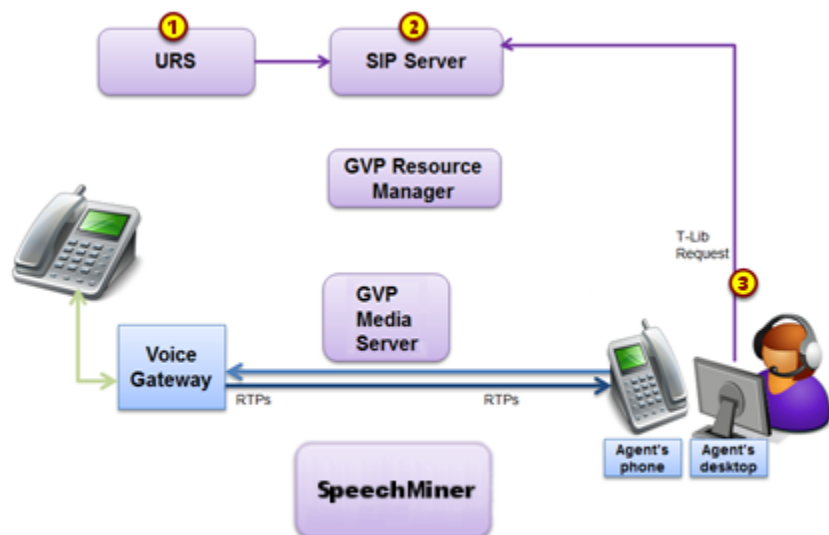 1
2
URS
SIP Server
GVP Resource
Manager
T-Lib
Request
3
GVP
Media
Server
Voice
Gateway
RTPs
RTPs
Agent's
phone
Agent's
desktop
SpeechMiner